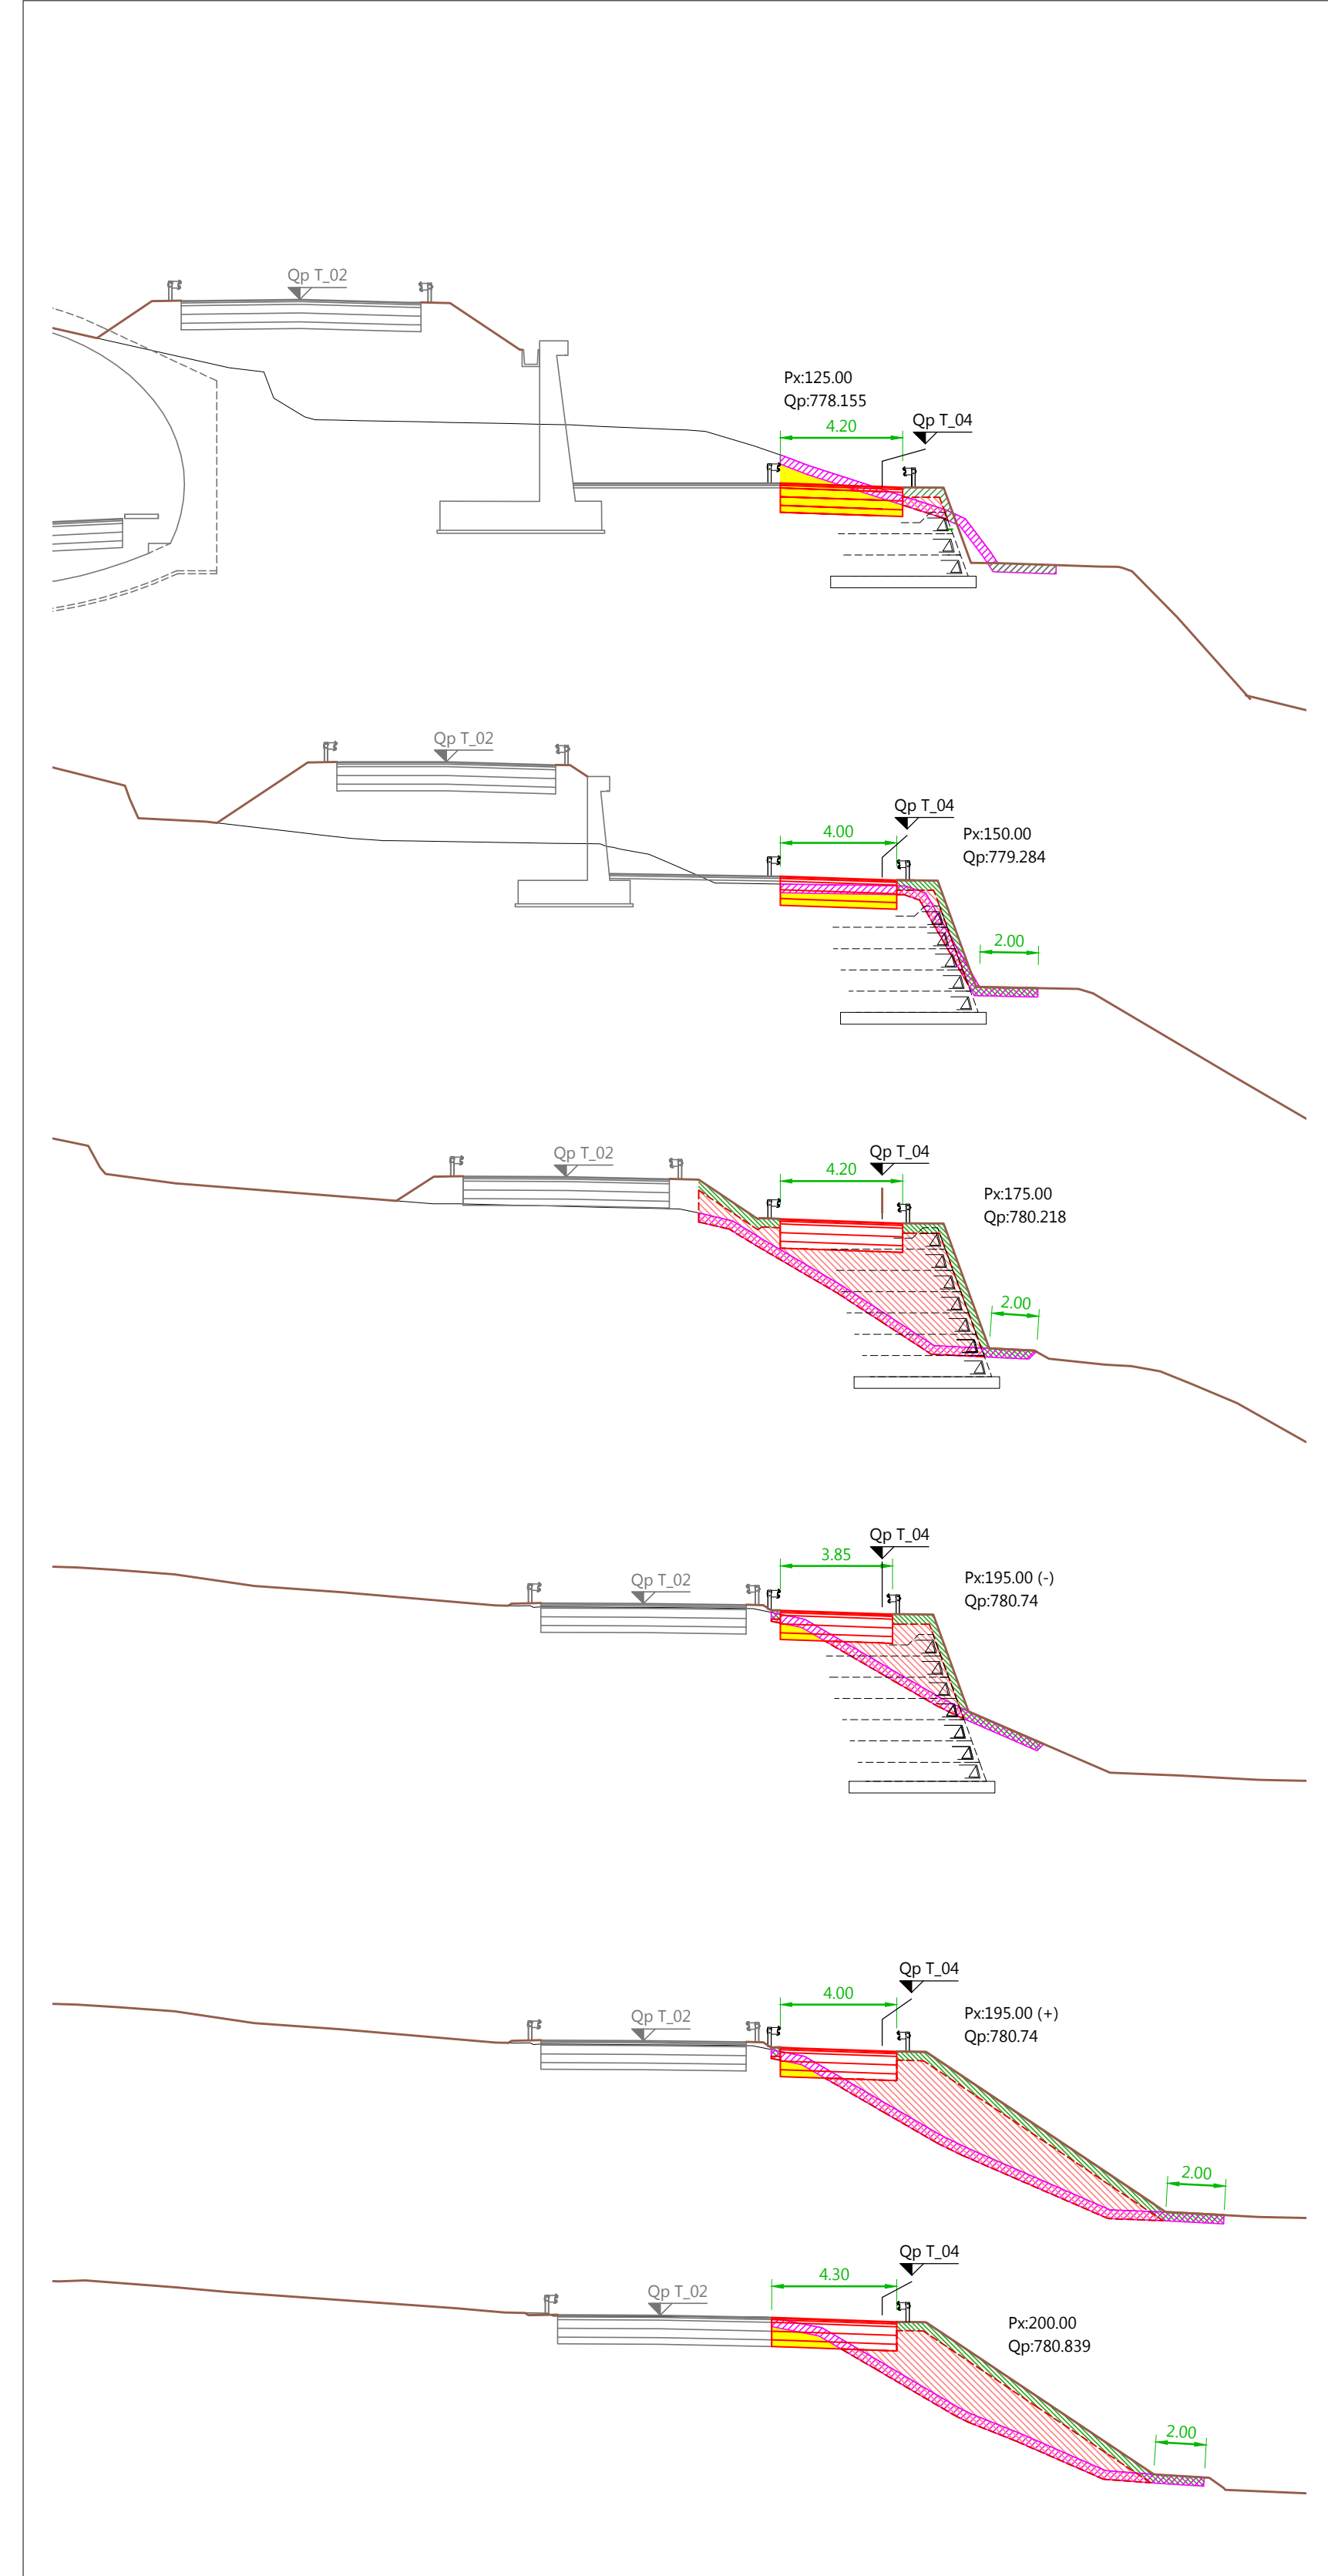 Qp T_02
Px:125.00
Qp:778.155
4.20
Qp T_04
Qp T_02
Qp T_04
4.00
Px:150.00
Qp:779.284
2.00
Qp T_02
Qp T_04
4.20
Px:175.00
Qp:780.218
2.00
Qp T_04
3.85
Qp T_02
Px:195.00 (-)
Qp:780.74
Qp T_04
4.00
Qp T_02
Px:195.00 (+)
Qp:780.74
2.00
Qp T_04
4.30
Qp T_02
Px:200.00
Qp:780.839
2.00